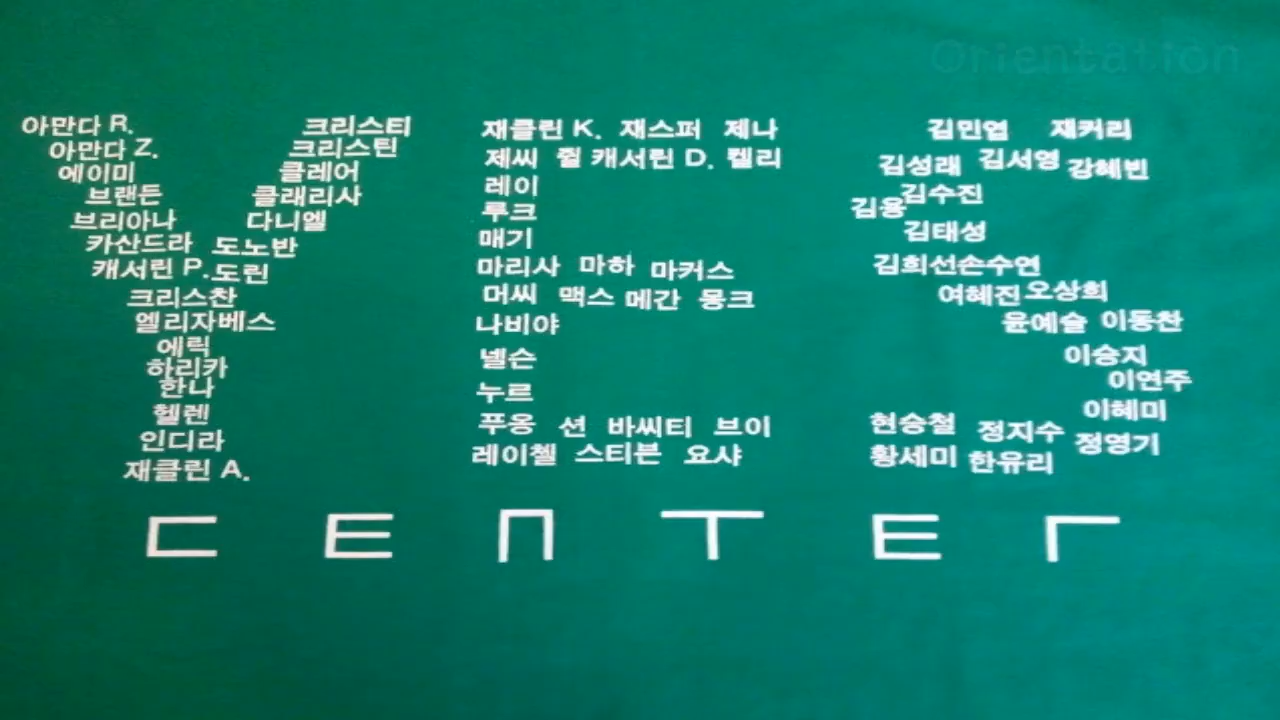 Orientation
아만다 R. 크리스티 재클린 K. 재스퍼 제나 김민엽 재커리
아만다 Z. 크리스틴 제씨 쥘 캐서린 D. 켈리 김성래 김서영 강혜빈
에이미 클레어 레이 김수진
브랜든 클래리사 루크 김용
브리아나 다니엘 매기 김태성
카산드라 도노반 마리사 마하 마커스 김희선 손수연
캐서린 P. 도린 머씨 맥스 메간 몽크 여혜진 오상희
크리스찬 나비야 윤예슬 이동찬
엘리자베스 넬슨 이승지
에릭 누르 이연주
하리카 푸옹 션 바씨티 브이 이혜미
한나 레이첼 스티븐 요샤 현승철 정지수 정영기
헬렌 황세미 한유리
인디라
재클린 A.
CENTER